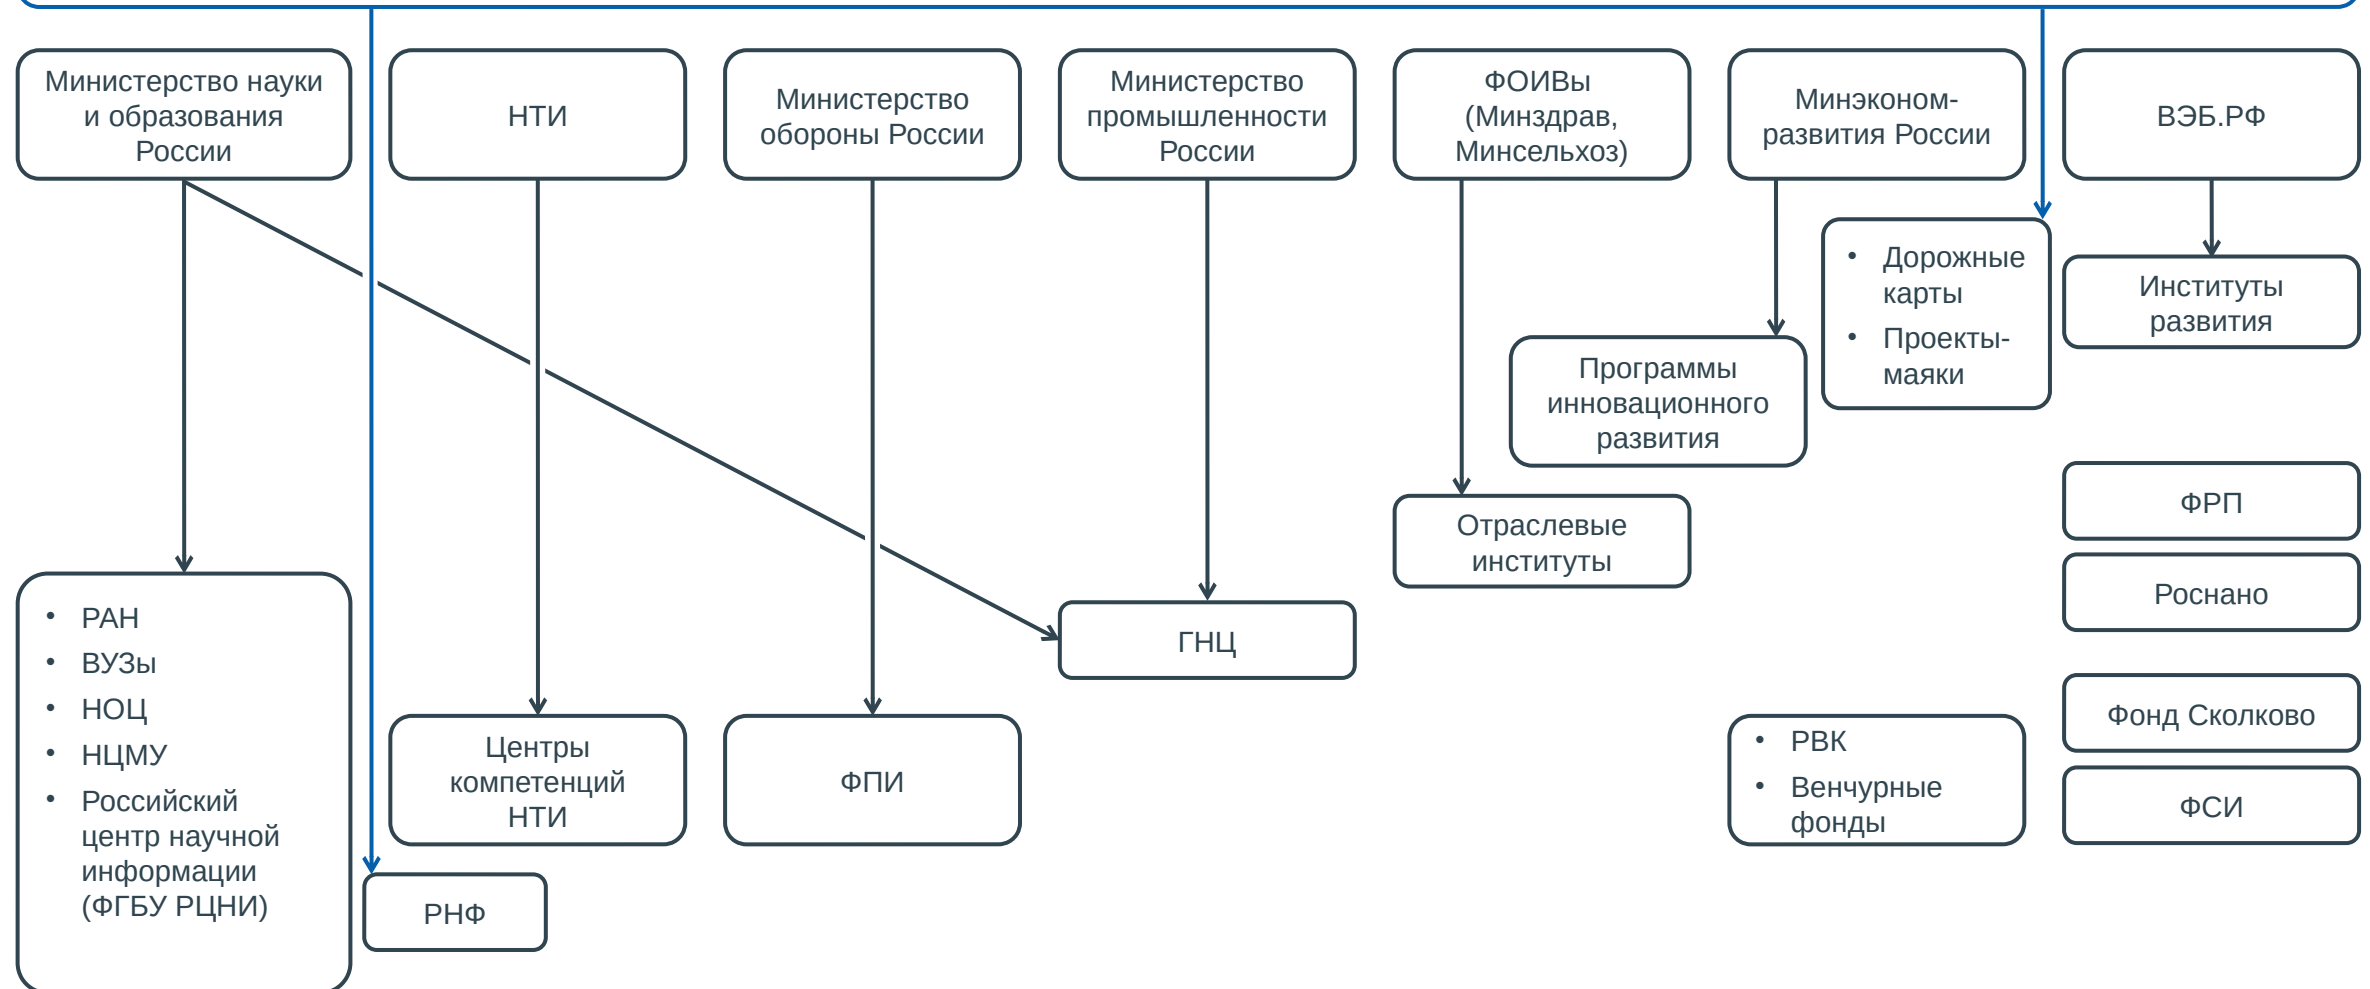 Министерство науки
и образования
России
НТИ
Министерство
обороны России
Министерство
промышленности
России
ФОИВы
(Минздрав,
Минсельхоз)
Минэконом-
развития России
ВЭБ.РФ
• Дорожные
карты
• Проекты-
маяки
Институты
развития
Программы
инновационного
развития
Отраслевые
институты
ФРП
Роснано
ГНЦ
• РАН
• ВУЗы
• НОЦ
• НЦМУ
• Российский
центр научной
информации
(ФГБУ РЦНИ)
Центры
компетенций
НТИ
ФПИ
• РВК
• Венчурные
фонды
Фонд Сколково
ФСИ
РНФ